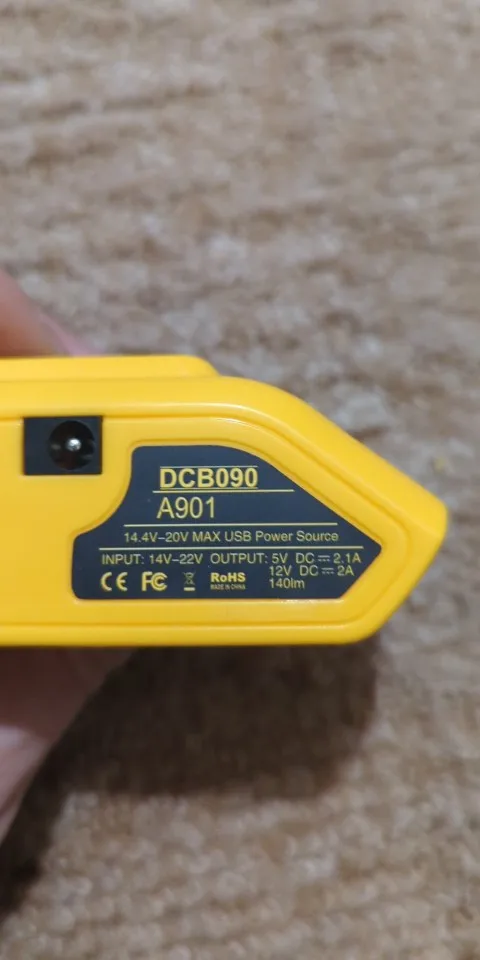 DCB090
A901
14.4V-20V MAX USB Power Source
INPUT: 14V-22V OUTPUT: 5V DC ⎓ 2.1A
12V DC ⎓ 2A
CE FC RoHS 140lm
MADE IN CHINA